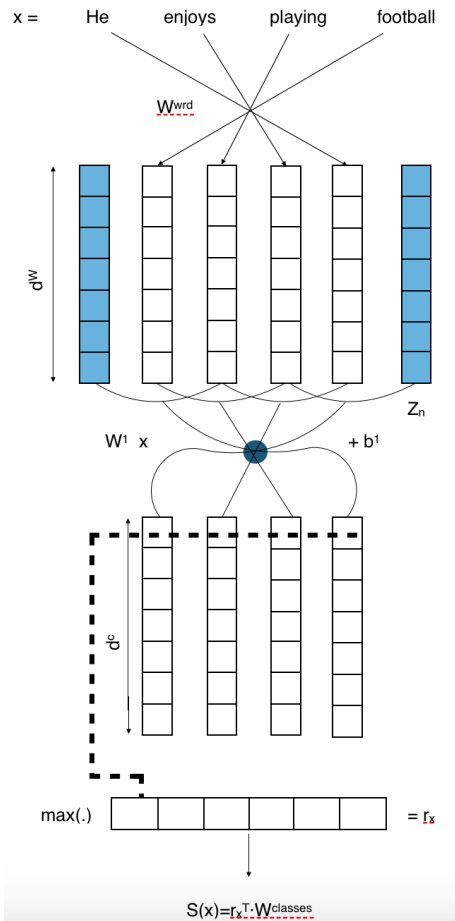 x = He enjoys playing football
Wʷʳᵈ
dᵂ
Zₙ
W¹ x + b¹
dᶜ
max(.) = rₓ
S(x)=rₓᵀ·Wᶜˡᵃˢˢᵉˢ